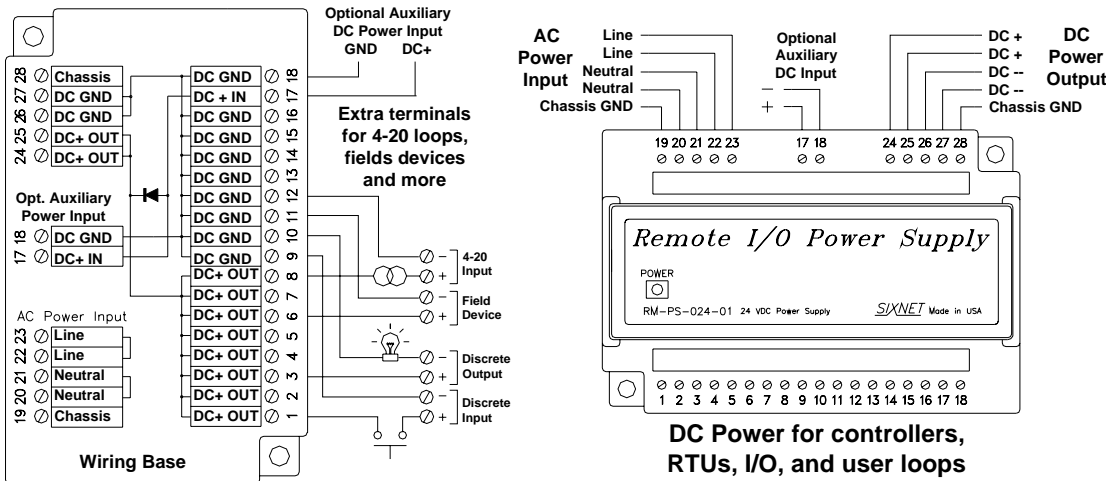 Optional Auxiliary
DC Power Input
GND DC+
28 Chassis
27 DC GND
26 DC GND
25 DC+ OUT
24 DC+ OUT
Opt. Auxiliary
Power Input
18 DC GND
17 DC+ IN
AC Power Input
23 Line
22 Line
21 Neutral
20 Neutral
19 Chassis
DC GND 18
DC + IN 17
DC GND 16
DC GND 15
DC GND 14
DC GND 13
DC GND 12
DC GND 11
DC GND 10
DC GND 9
DC+ OUT 8
DC+ OUT 7
DC+ OUT 6
DC+ OUT 5
DC+ OUT 4
DC+ OUT 3
DC+ OUT 2
DC+ OUT 1
Extra terminals
for 4-20 loops,
fields devices
and more
− 4-20
+ Input
− Field
+ Device
− Discrete
+ Output
− Discrete
+ Input
Wiring Base
AC
Power
Input
Line
Line
Neutral
Neutral
Chassis GND
Optional
Auxiliary
DC Input
−
+
DC +
DC +
DC --
DC --
Chassis GND
DC
Power
Output
19 20 21 22 23 17 18 24 25 26 27 28
Remote I/O Power Supply
POWER
RM-PS-024-01 24 VDC Power Supply SIXNET Made in USA
1 2 3 4 5 6 7 8 9 10 11 12 13 14 15 16 17 18
DC Power for controllers,
RTUs, I/O, and user loops